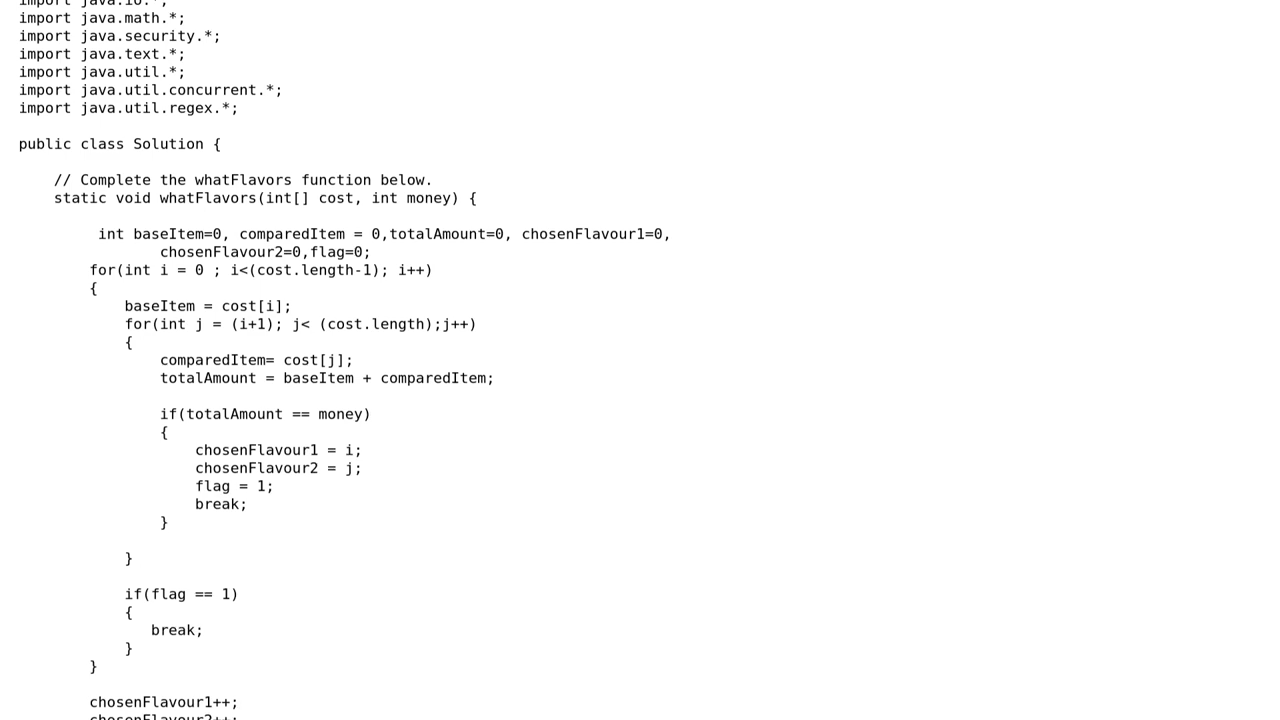 import java.io.*;
import java.math.*;
import java.security.*;
import java.text.*;
import java.util.*;
import java.util.concurrent.*;
import java.util.regex.*;

public class Solution {

    // Complete the whatFlavors function below.
    static void whatFlavors(int[] cost, int money) {

         int baseItem=0, comparedItem = 0,totalAmount=0, chosenFlavour1=0,
                chosenFlavour2=0,flag=0;
        for(int i = 0 ; i<(cost.length-1); i++)
        {
            baseItem = cost[i];
            for(int j = (i+1); j< (cost.length);j++)
            {
                comparedItem= cost[j];
                totalAmount = baseItem + comparedItem;

                if(totalAmount == money)
                {
                    chosenFlavour1 = i;
                    chosenFlavour2 = j;
                    flag = 1;
                    break;
                }

            }

            if(flag == 1)
            {
               break;
            }
        }

        chosenFlavour1++;
        chosenFlavour2++;